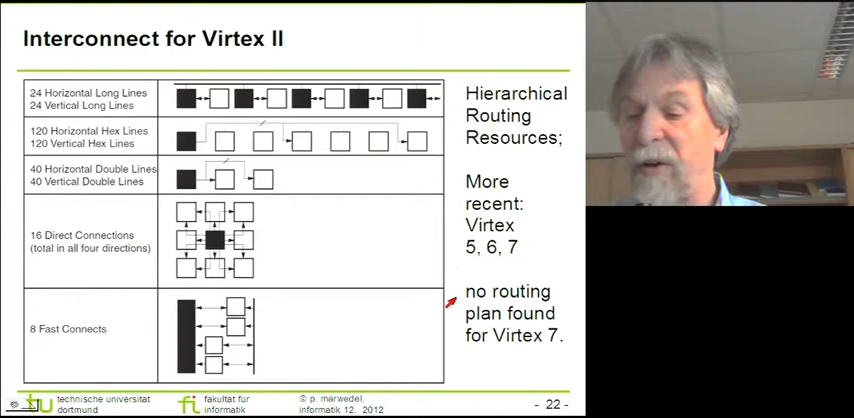 Interconnect for Virtex II
24 Horizontal Long Lines
24 Vertical Long Lines
120 Horizontal Hex Lines
120 Vertical Hex Lines
40 Horizontal Double Lines
40 Vertical Double Lines
16 Direct Connections
(total in all four directions)
8 Fast Connects
Hierarchical
Routing
Resources;
More
recent:
Virtex
5, 6, 7
no routing
plan found
for Virtex 7.
tu technische universität
dortmund
fi fakultät für
informatik
© p. marwedel,
informatik 12. 2012
- 22 -